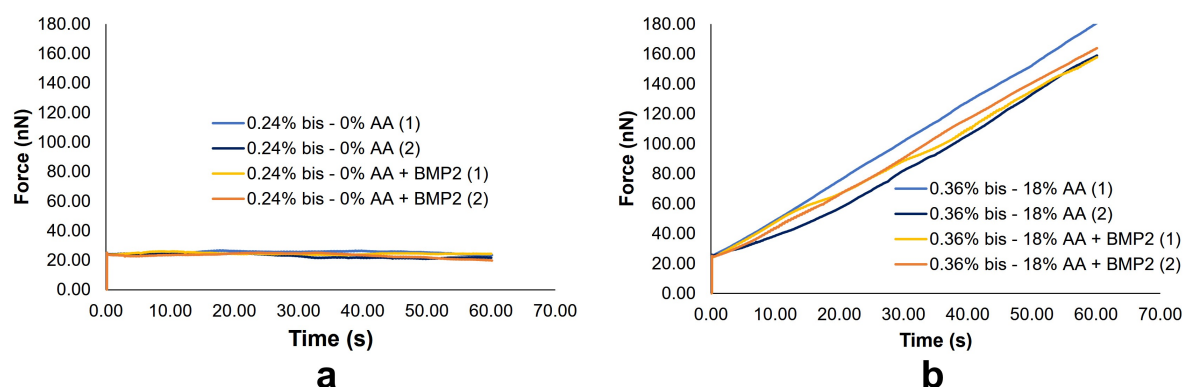 180.00
160.00
140.00
120.00
100.00
80.00
60.00
40.00
20.00
0.00
Force (nN)
0.24% bis - 0% AA (1)
0.24% bis - 0% AA (2)
0.24% bis - 0% AA + BMP2 (1)
0.24% bis - 0% AA + BMP2 (2)
0.00 10.00 20.00 30.00 40.00 50.00 60.00 70.00
Time (s)
a
180.00
160.00
140.00
120.00
100.00
80.00
60.00
40.00
20.00
0.00
Force (nN)
0.36% bis - 18% AA (1)
0.36% bis - 18% AA (2)
0.36% bis - 18% AA + BMP2 (1)
0.36% bis - 18% AA + BMP2 (2)
0.00 10.00 20.00 30.00 40.00 50.00 60.00 70.00
Time (s)
b